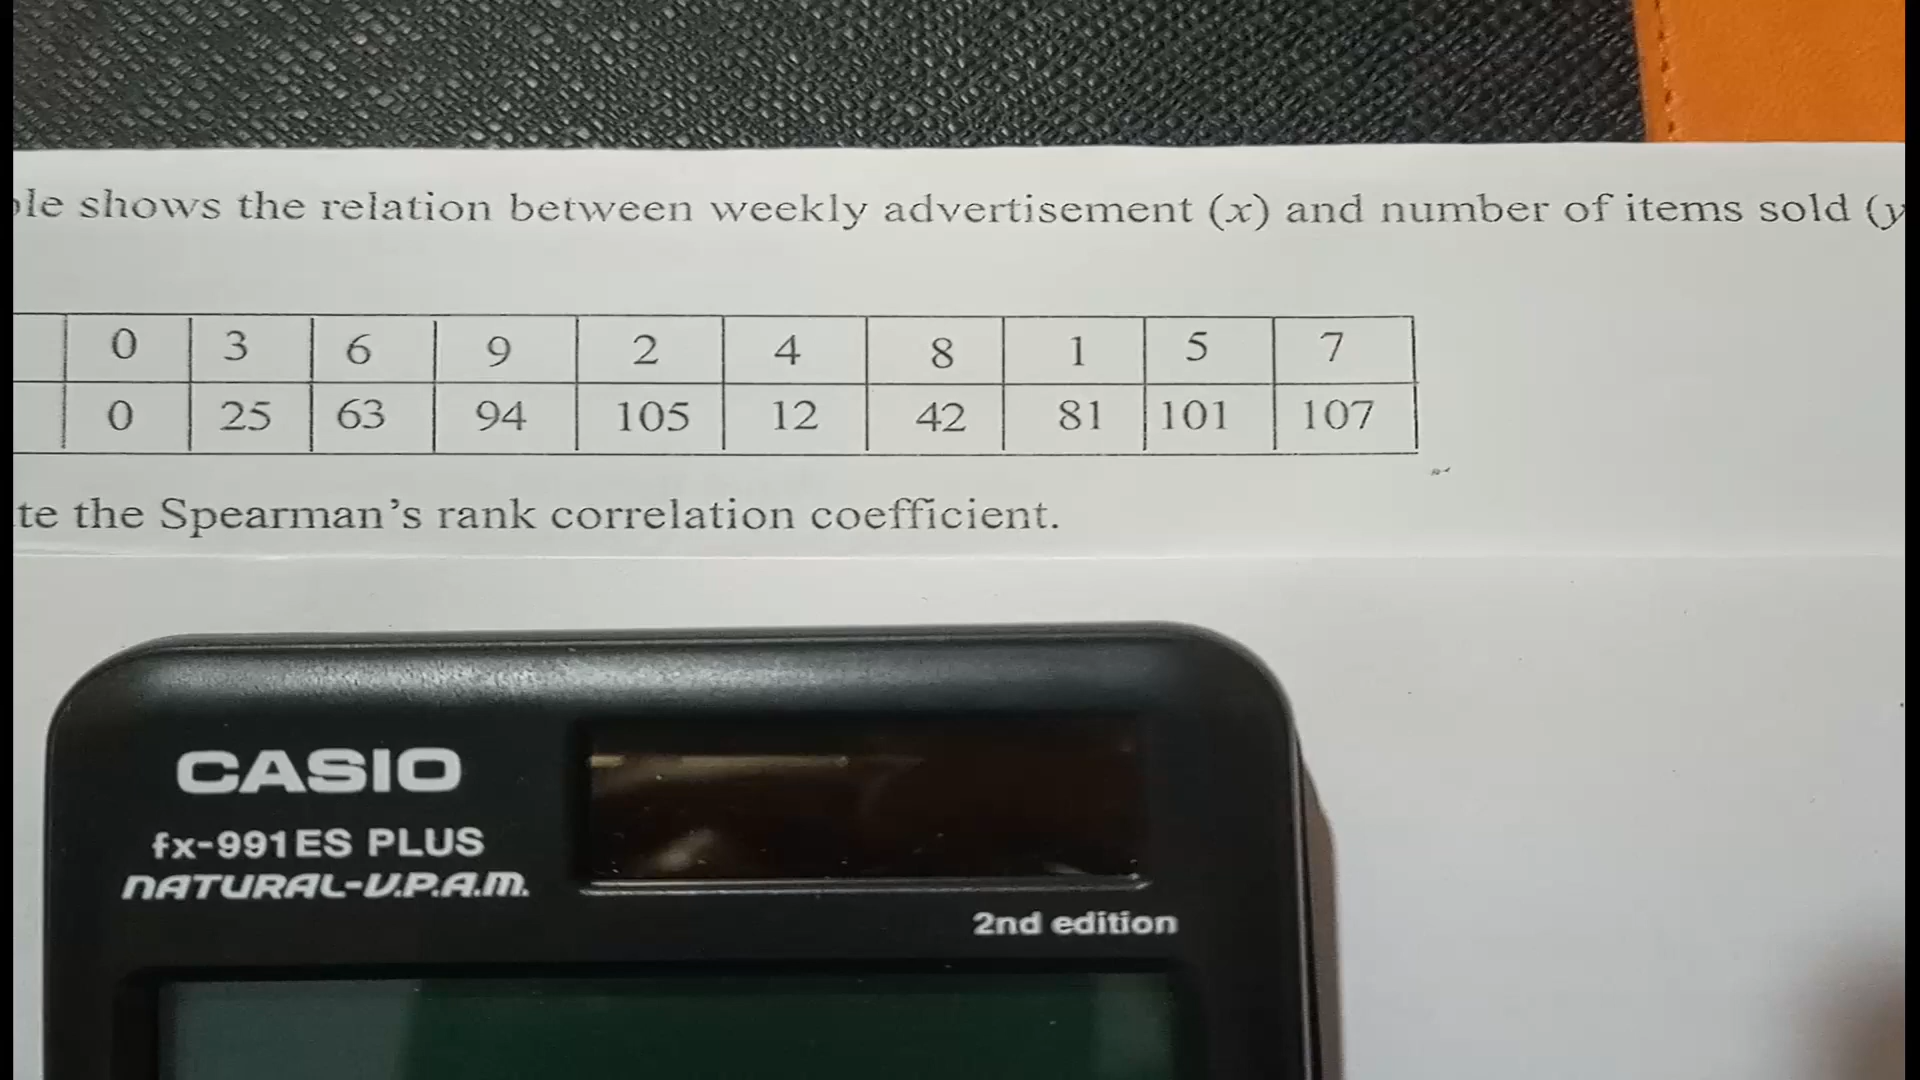 shows the relation between weekly advertisement (x) and number of items sold (y
0 3 6 9 2 4 8 1 5 7
0 25 63 94 105 12 42 81 101 107
the Spearman's rank correlation coefficient.
CASIO
fx-991ES PLUS
NATURAL-V.P.A.M.
2nd edition